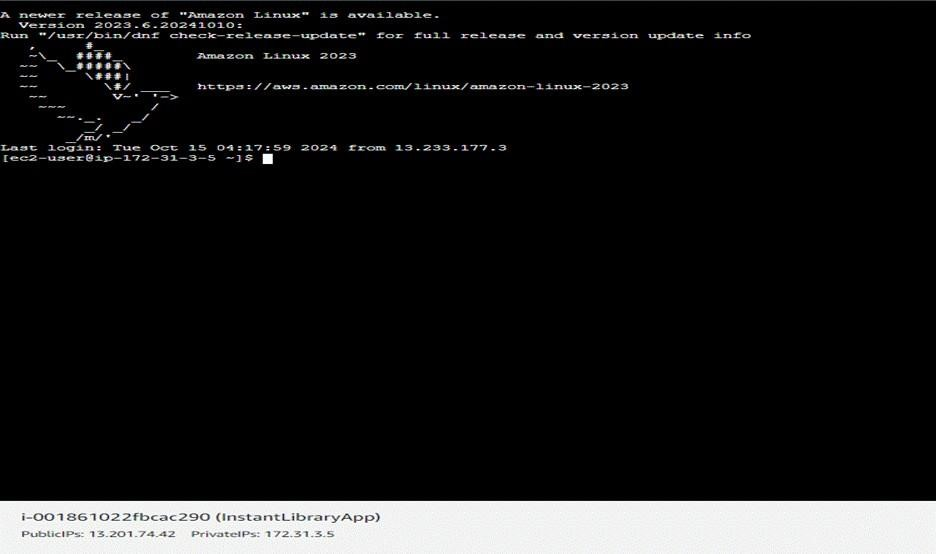 A newer release of "Amazon Linux" is available.
  Version 2023.6.20241010:
Run "/usr/bin/dnf check-release-update" for full release and version update info
   ,     #_
   ~\_  ####_        Amazon Linux 2023
  ~~  \_#####\
  ~~     \###|
  ~~       \#/ ___   https://aws.amazon.com/linux/amazon-linux-2023
   ~~       V~' '->
    ~~~         /
      ~~._.   _/
         _/ _/
       _/m/'
Last login: Tue Oct 15 04:17:59 2024 from 13.233.177.3
[ec2-user@ip-172-31-3-5 ~]$
i-001861022fbcac290 (InstantLibraryApp)
PublicIPs: 13.201.74.42 PrivateIPs: 172.31.3.5